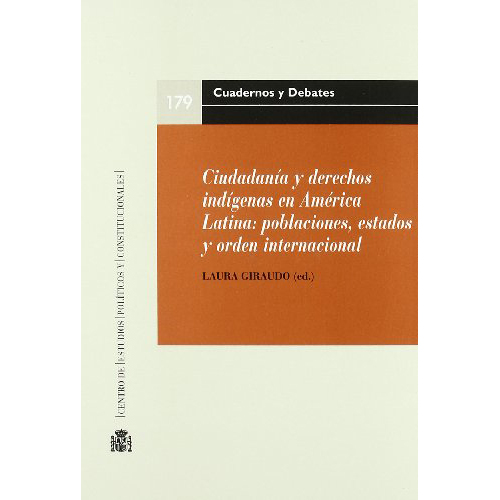 179
Cuadernos y Debates
Ciudadanía y derechos
indígenas en América
Latina: poblaciones, estados
y orden internacional
LAURA GIRAUDO (ed.)
|CENTRO DE|ESTUDIOS|POLÍTICOS Y|CONSTITUCIONALES|